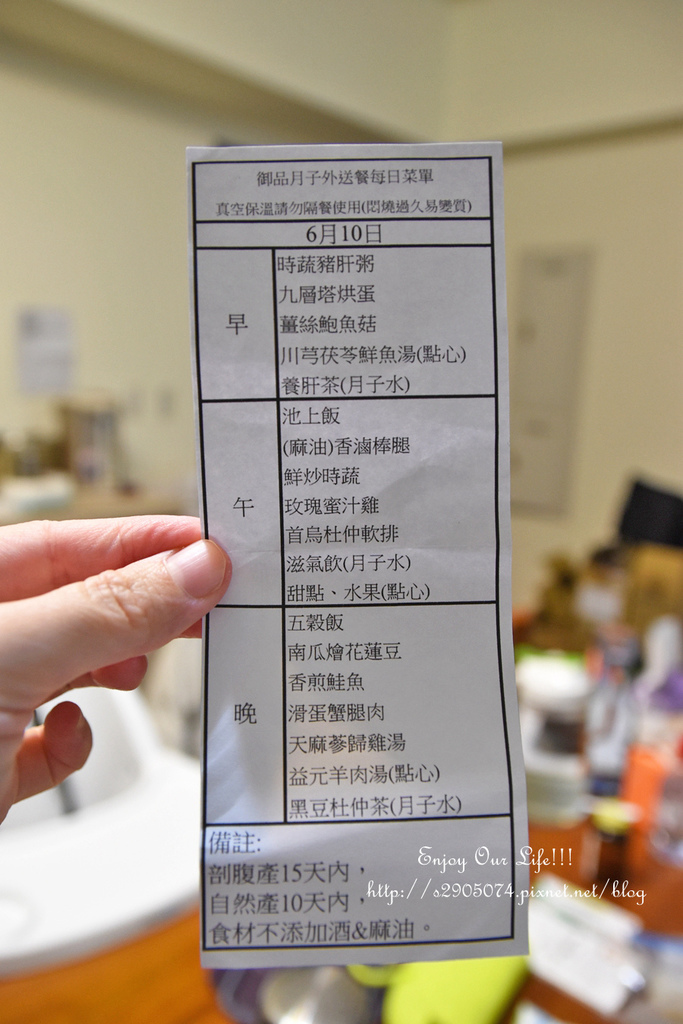 御品月子外送餐每日菜單
真空保溫請勿隔餐使用(悶燒過久易變質)
6月10日
早
時蔬豬肝粥
九層塔烘蛋
薑絲鮑魚菇
川芎茯苓鮮魚湯(點心)
養肝茶(月子水)
午
池上飯
(麻油)香滷棒腿
鮮炒時蔬
玫瑰蜜汁雞
首烏杜仲軟排
滋氣飲(月子水)
甜點、水果(點心)
晚
五穀飯
南瓜燴花蓮豆
香煎鮭魚
滑蛋蟹腿肉
天麻蔘歸雞湯
益元羊肉湯(點心)
黑豆杜仲茶(月子水)
備註:
剖腹產15天內，
自然產10天內，
食材不添加酒&麻油。
Enjoy Our Life!!!
http://s2905074.pixnet.net/blog